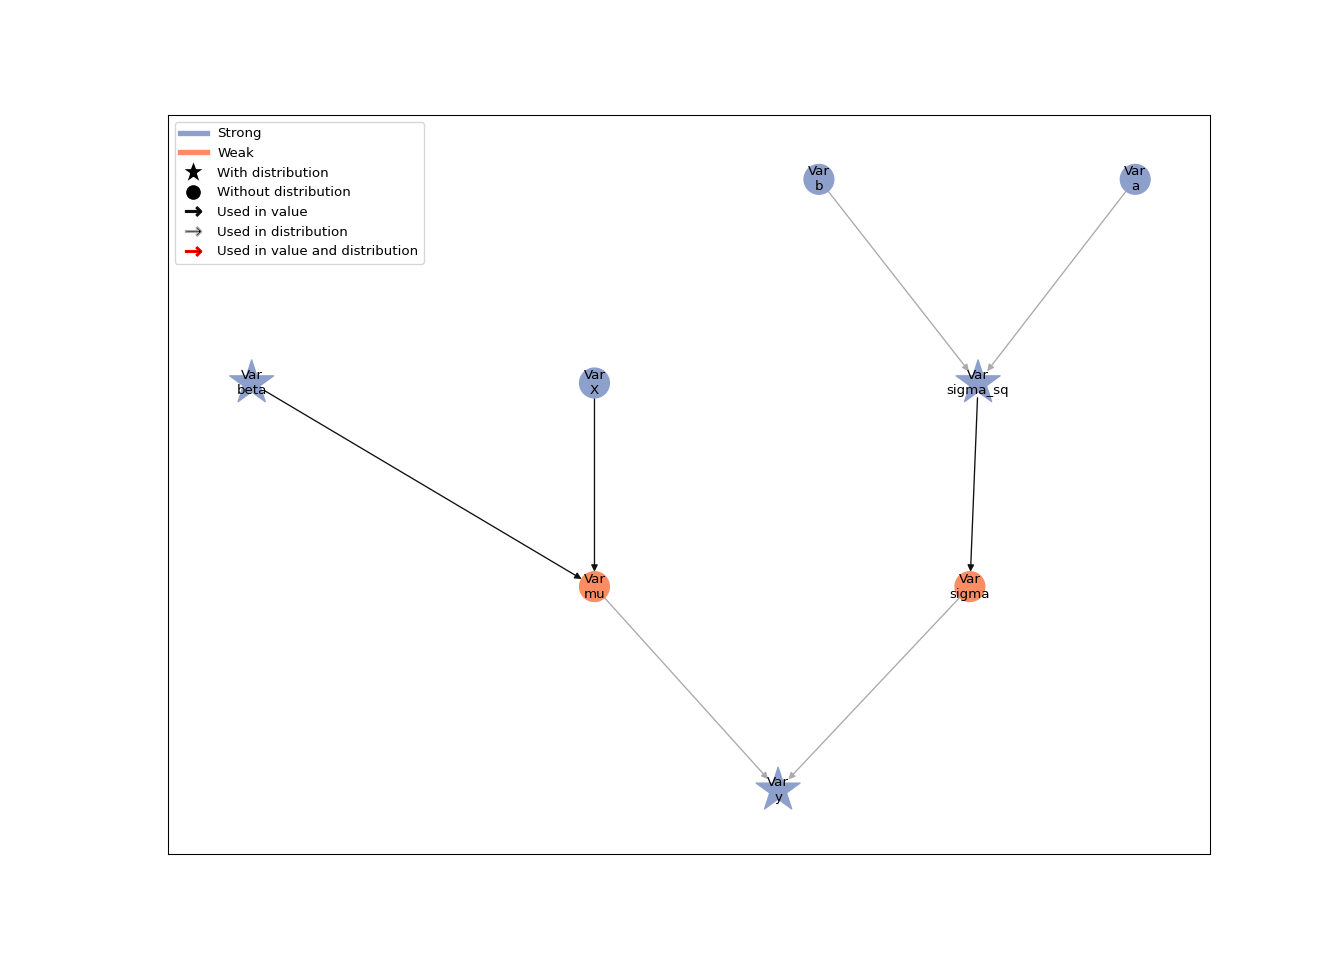 Strong
Weak
With distribution
Without distribution
Used in value
Used in distribution
Used in value and distribution
Var
b
Var
a
Var
beta
Var
X
Var
sigma_sq
Var
mu
Var
sigma
Var
y